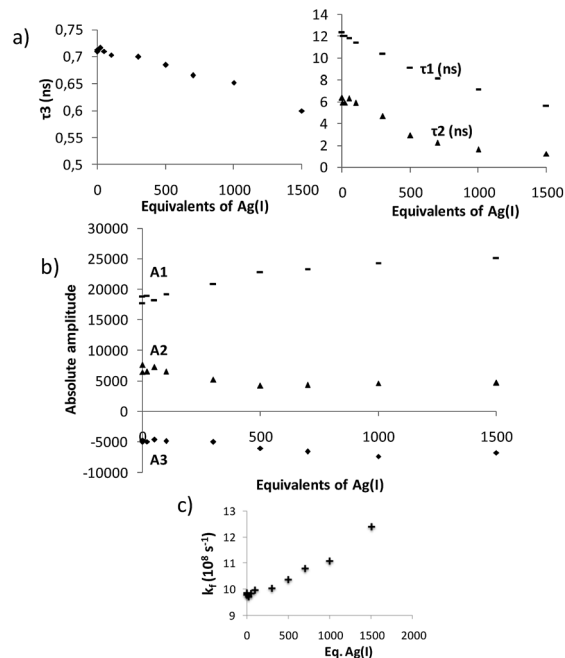 a)
τ3 (ns)
0,75
0,7
0,65
0,6
0,55
0,5
0 500 1000 1500
Equivalents of Ag(I)
14
12
10
8
6
4
2
0
τ1 (ns)
τ2 (ns)
0 500 1000 1500
Equivalents of Ag(I)
b)
Absolute amplitude
30000
25000
20000
15000
10000
5000
0
-5000
-10000
A1
A2
A3
0 500 1000 1500
Equivalents of Ag(I)
c)
kf (10⁸ s⁻¹)
13
12
11
10
9
0 500 1000 1500 2000
Eq. Ag(I)